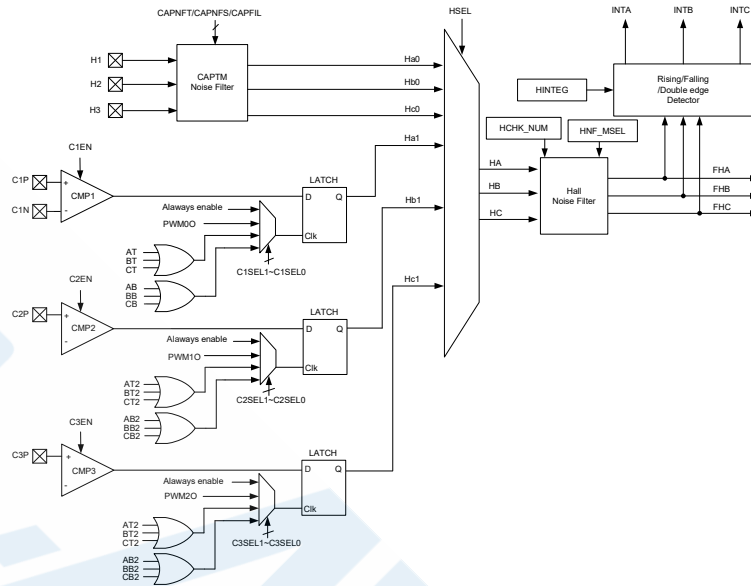 CAPNFT/CAPNFS/CAPFIL
HSEL
INTA
INTB
INTC
H1
H2
H3
CAPTM
Noise Filter
Ha0
Hb0
Hc0
Ha1
Hb1
Hc1
HINTEG
Rising/Falling
/Double edge
Detector
HCHK_NUM
HNF_MSEL
HA
HB
HC
Hall
Noise Filter
FHA
FHB
FHC
C1EN
C1P
C1N
+
-
CMP1
LATCH
D
Q
Clk
Alaways enable
PWM0O
AT
BT
CT
AB
BB
CB
C1SEL1~C1SEL0
C2EN
C2P
+
-
CMP2
LATCH
D
Q
Clk
Alaways enable
PWM1O
AT2
BT2
CT2
AB2
BB2
CB2
C2SEL1~C2SEL0
C3EN
C3P
+
-
CMP3
LATCH
D
Q
Clk
Alaways enable
PWM2O
AT2
BT2
CT2
AB2
BB2
CB2
C3SEL1~C3SEL0